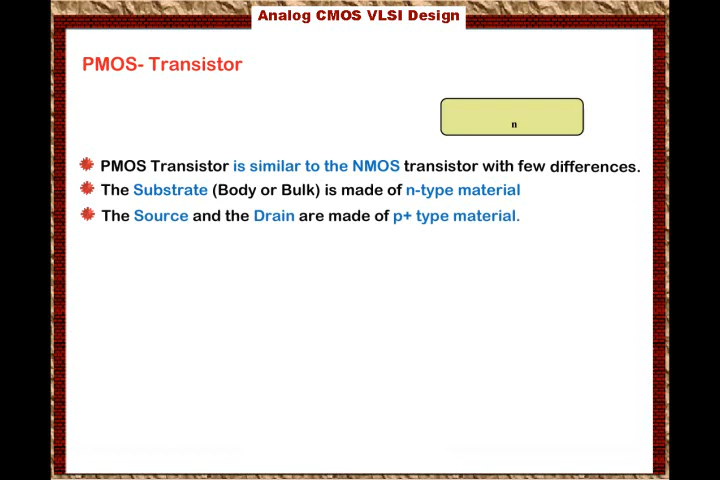 Analog CMOS VLSI Design
PMOS- Transistor
n
PMOS Transistor is similar to the NMOS transistor with few differences.
The Substrate (Body or Bulk) is made of n-type material
The Source and the Drain are made of p+ type material.